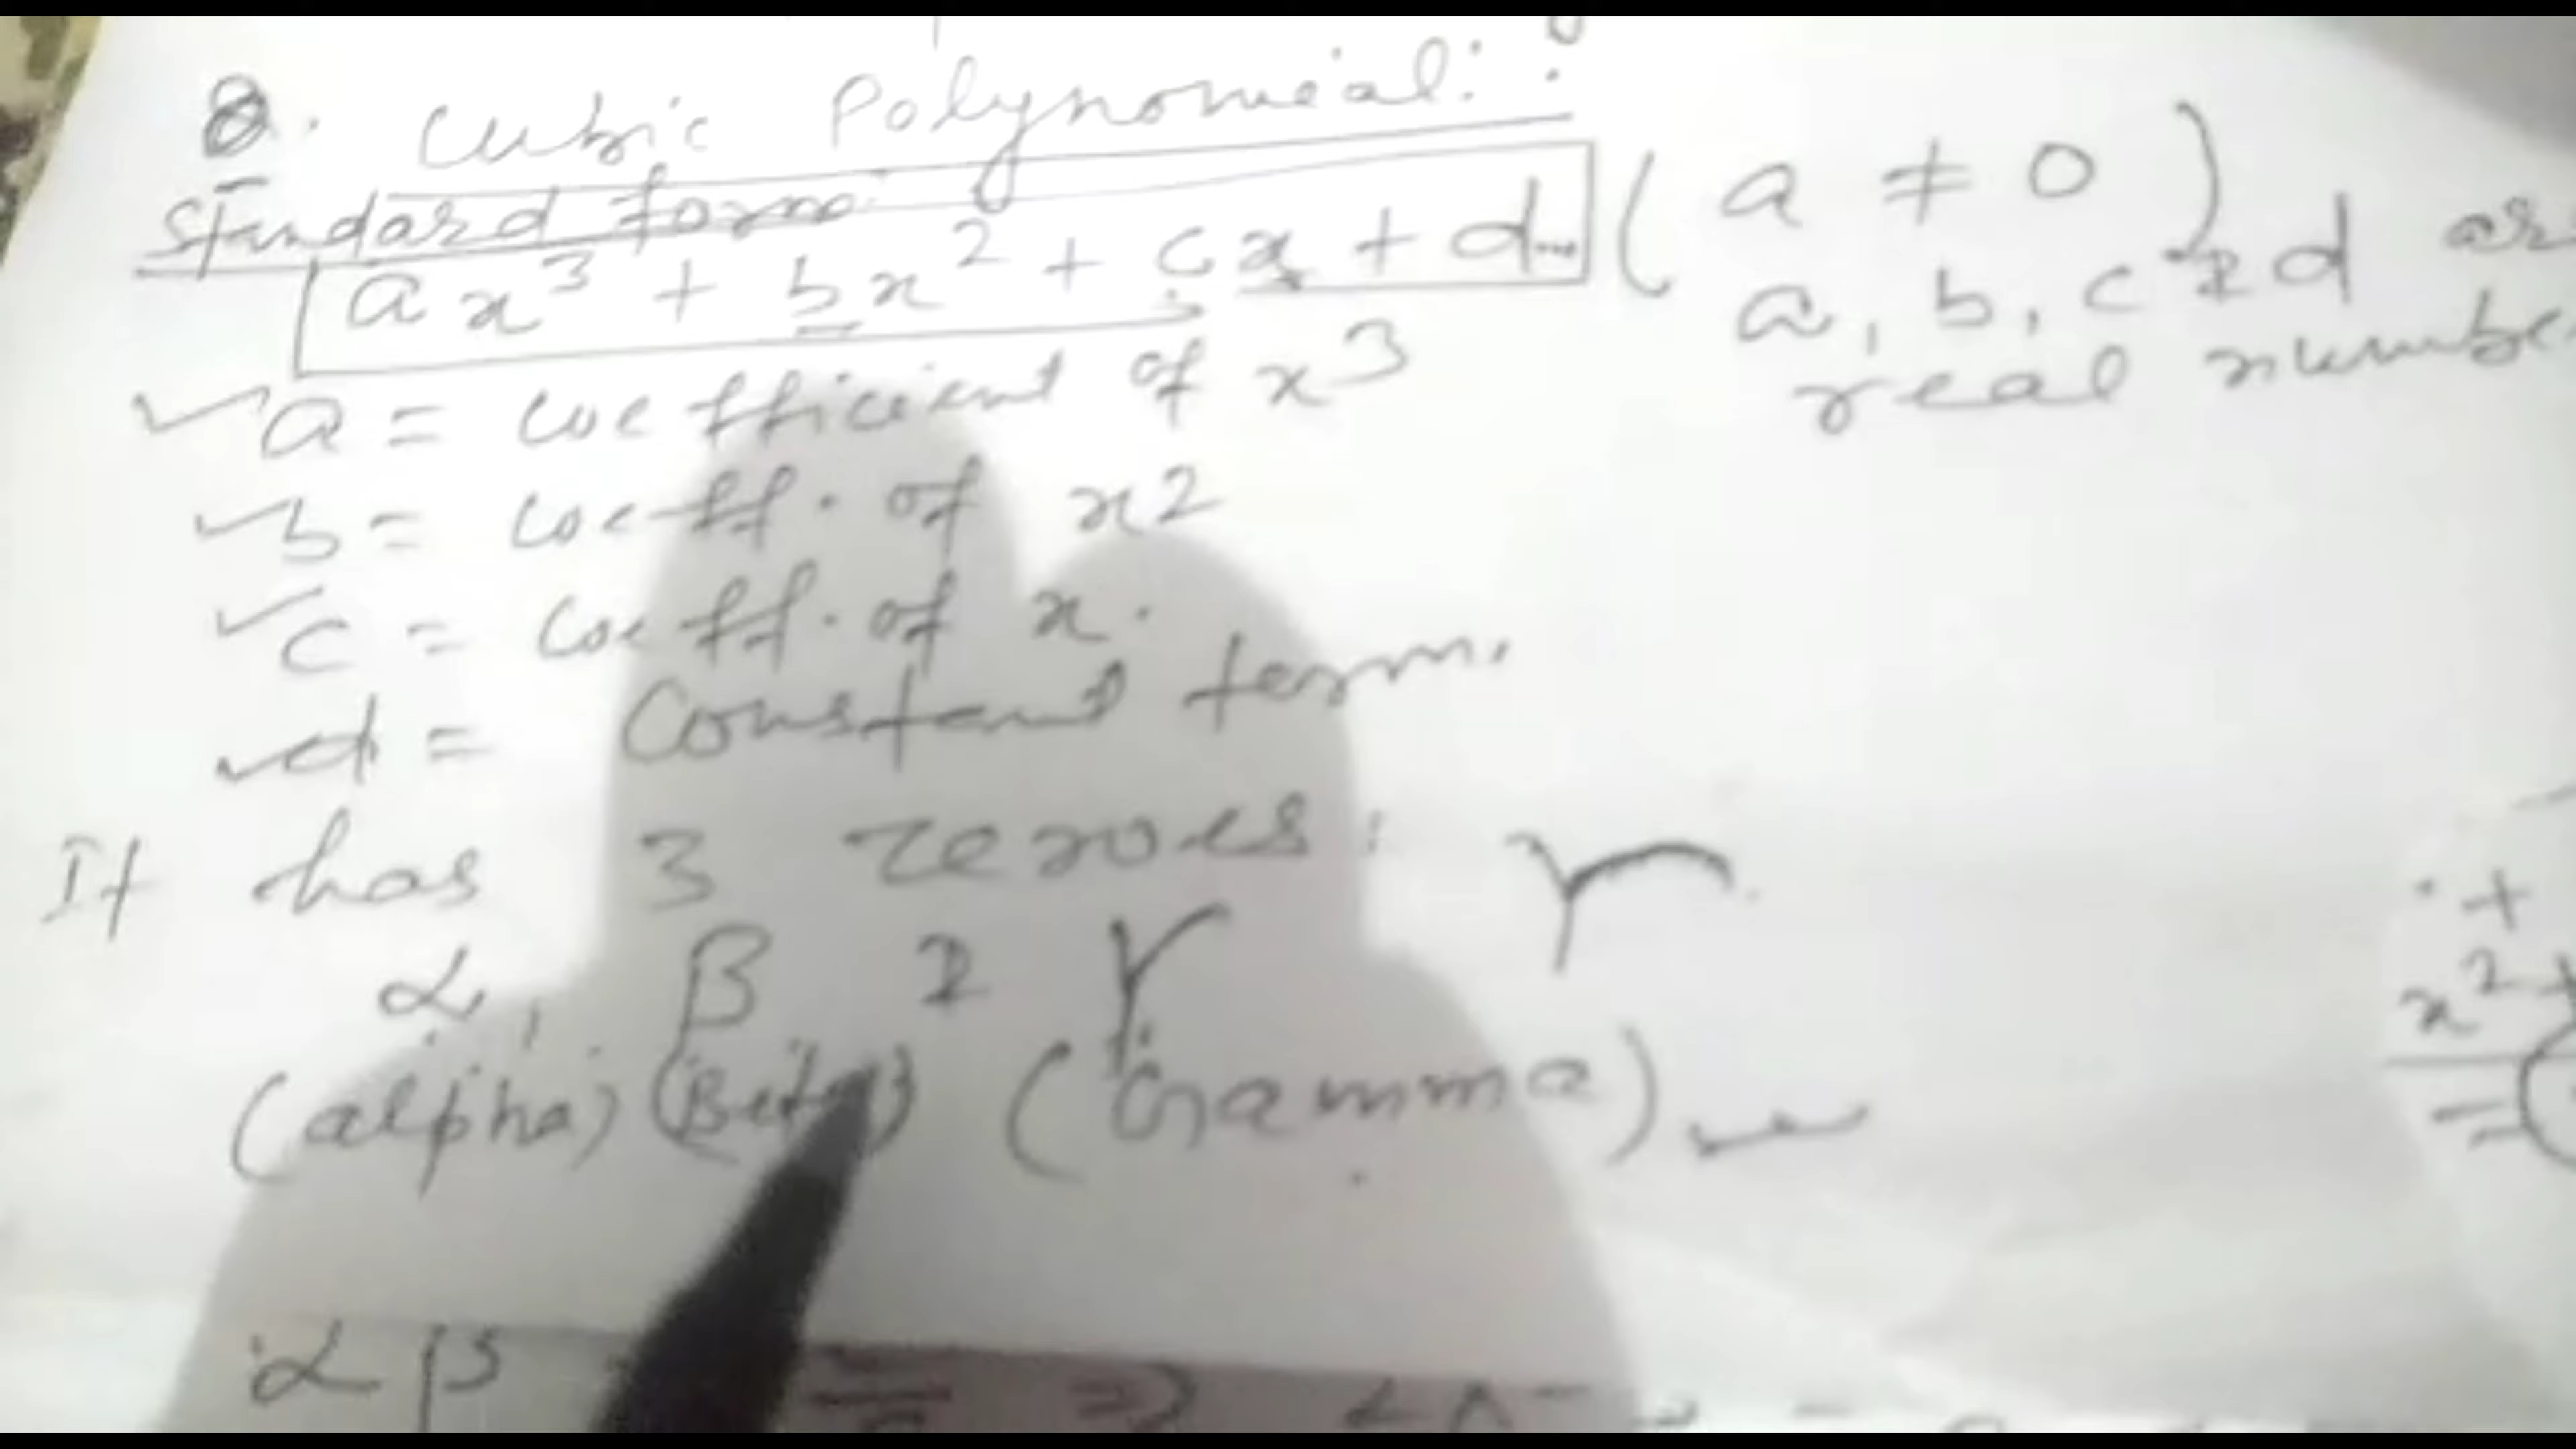 Cubic Polynomial:
Standard form
ax³ + bx² + cx + d (a ≠ 0)
a, b, c & d are
real numbe
a = coefficient of x³
b = coeff. of x2
c = coeff. of x.
d = Constant term.
It has 3 zeroes: γ
α, β & γ
(alpha) (Beta) (Gamma)
+
x²
=
αβ